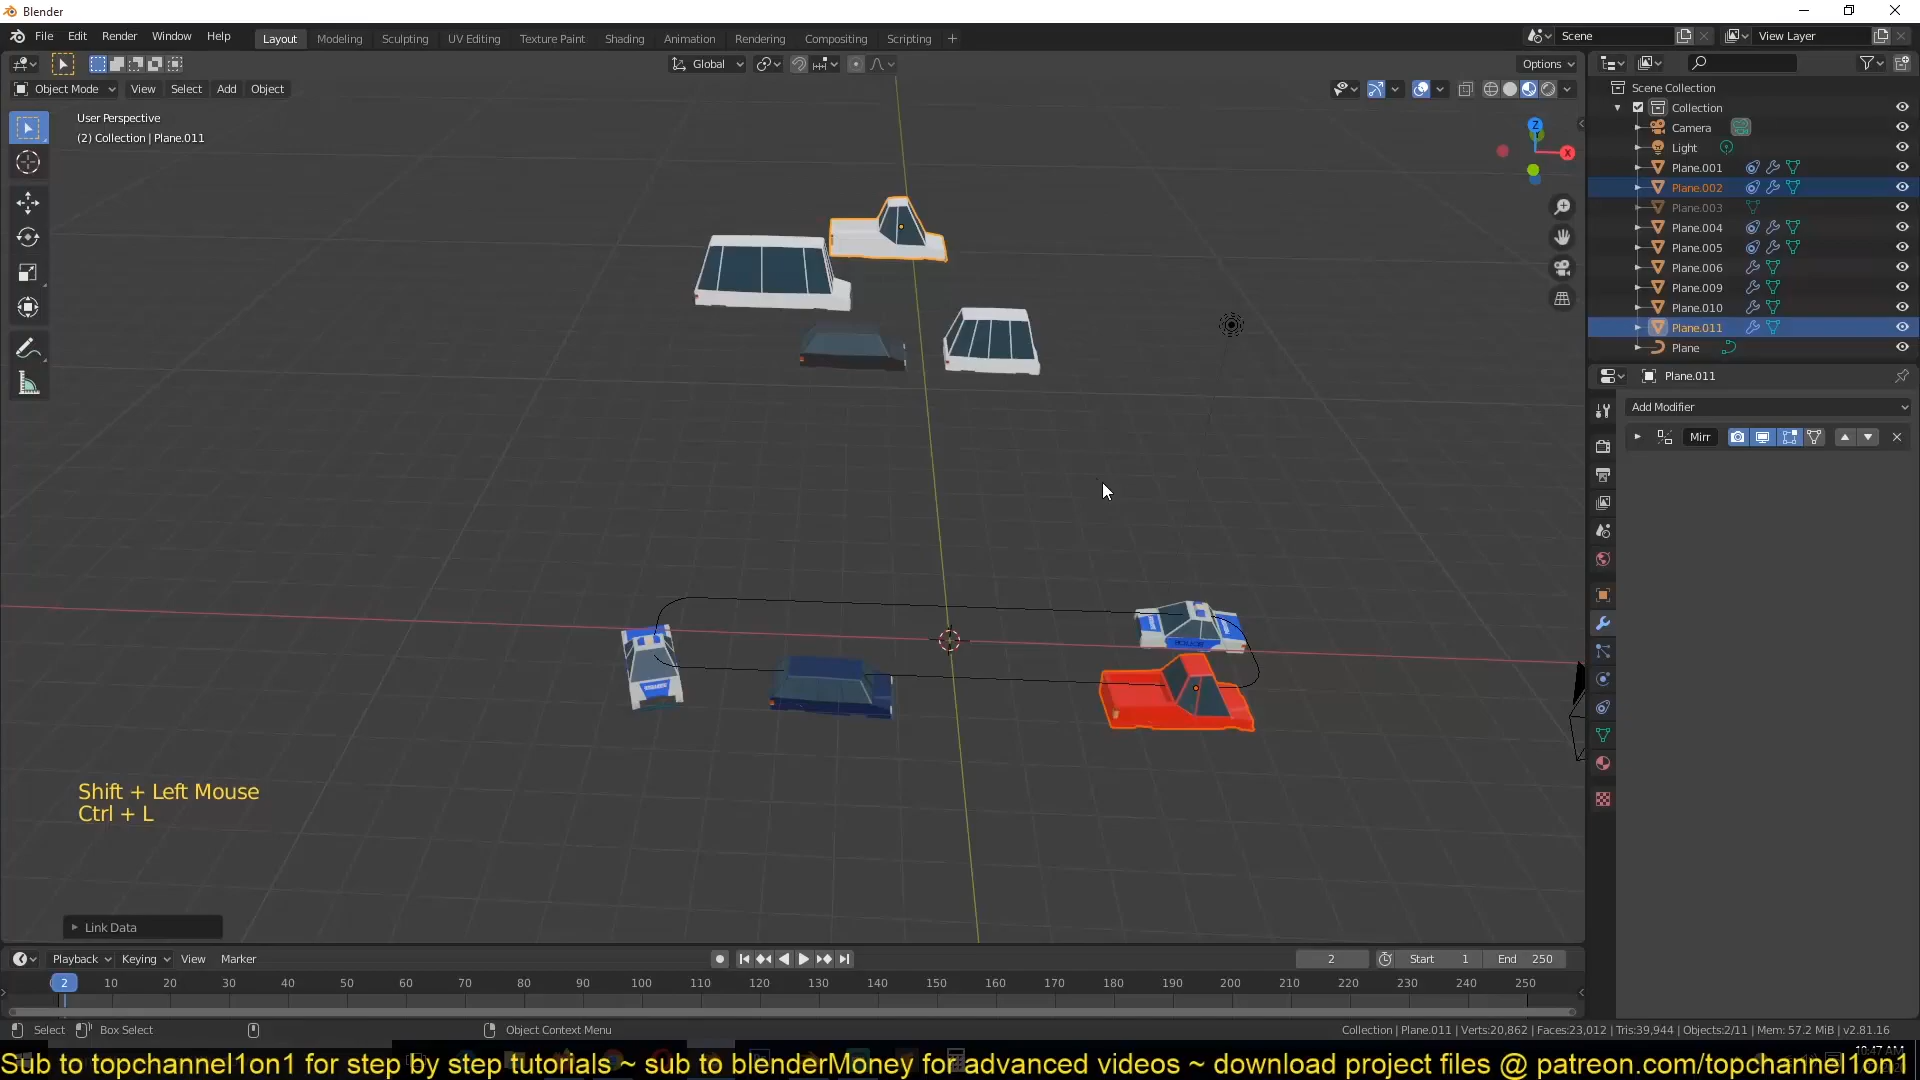 Blender
File Edit Render Window Help
Layout Modeling Sculpting UV Editing Texture Paint Shading Animation Rendering Compositing Scripting +
Scene
View Layer
Global
Options
Object Mode View Select Add Object
User Perspective
(2) Collection | Plane.011
Z
X
Scene Collection
Collection
Camera
Light
Plane.001
Plane.002
Plane.003
Plane.004
Plane.005
Plane.006
Plane.009
Plane.010
Plane.011
Plane
Plane.011
Add Modifier
Mirr
Shift + Left Mouse
Ctrl + L
Link Data
Playback Keying View Marker
2
Start 1
End 250
2 10 20 30 40 50 60 70 80 90 100 110 120 130 140 150 160 170 180 190 200 210 220 230 240 250
Select Box Select Object Context Menu
Collection | Plane.011 | Verts:20,862 | Faces:23,012 | Tris:39,944 | Objects:2/11 | Mem: 57.2 MiB | v2.81.16
10:47 AM
Sub to topchannel1on1 for step by step tutorials ~ sub to blenderMoney for advanced videos ~ download project files @ patreon.com/topchannel1on1